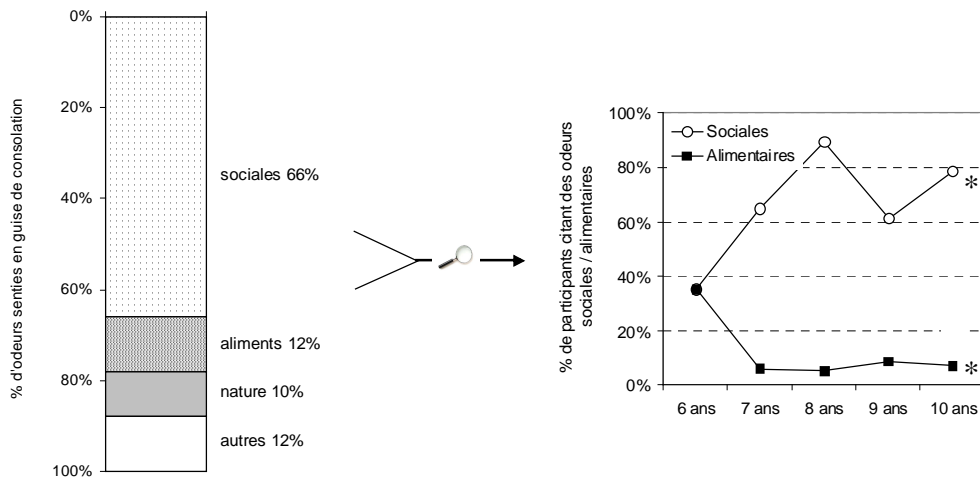 % d'odeurs senties en guise de consolation
0%
20%
40%
60%
80%
100%
sociales 66%
aliments 12%
nature 10%
autres 12%
% de participants citant des odeurs
sociales / alimentaires
100%
80%
60%
40%
20%
0%
Sociales
Alimentaires
*
*
6 ans 7 ans 8 ans 9 ans 10 ans